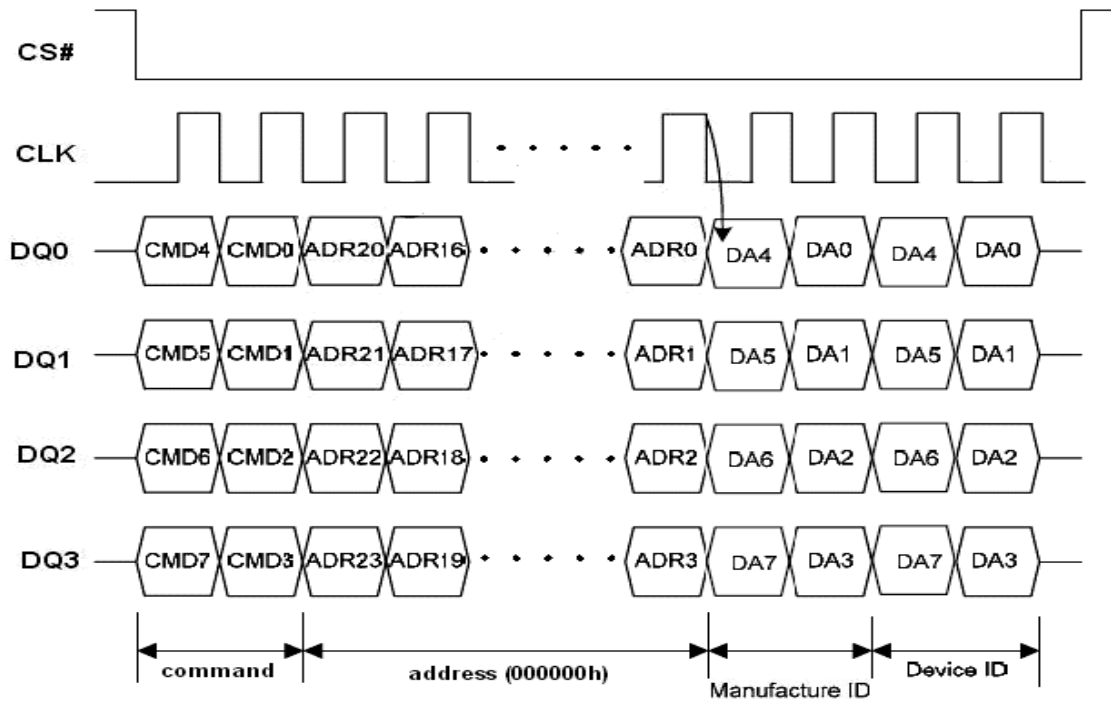 CS#
CLK
DQ0 CMD4 CMD0 ADR20 ADR16 ADR0 DA4 DA0 DA4 DA0
DQ1 CMD5 CMD1 ADR21 ADR17 ADR1 DA5 DA1 DA5 DA1
DQ2 CMD6 CMD2 ADR22 ADR18 ADR2 DA6 DA2 DA6 DA2
DQ3 CMD7 CMD3 ADR23 ADR19 ADR3 DA7 DA3 DA7 DA3
command address (000000h) Manufacture ID Device ID